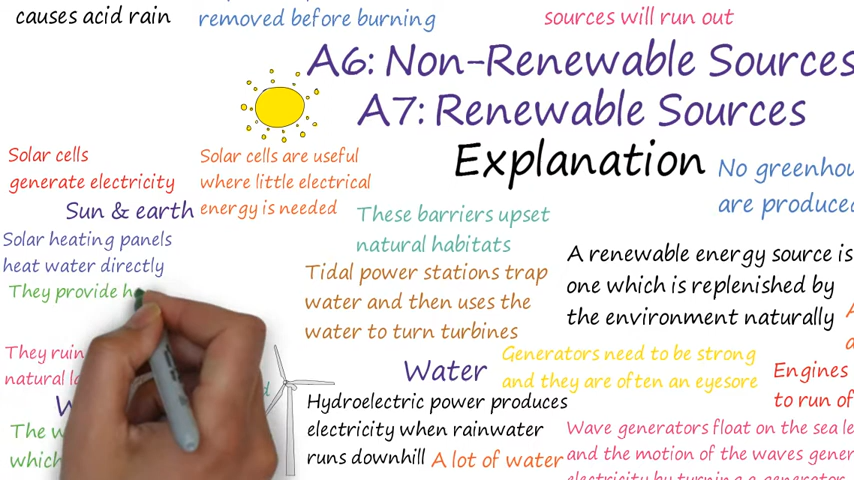 causes acid rain
removed before burning
sources will run out
A6: Non-Renewable Sources
A7: Renewable Sources
Explanation
No greenhou
are produced
Solar cells
generate electricity
Solar cells are useful
where little electrical
energy is needed
Sun & earth
Solar heating panels
heat water directly
They provide h
These barriers upset
natural habitats
Tidal power stations trap
water and then uses the
water to turn turbines
A renewable energy source is
one which is replenished by
the environment naturally
They ruin
natural
Water
Generators need to be strong
and they are often an eyesore
Engines
to run of
Hydroelectric power produces
electricity when rainwater
runs downhill
A lot of water
Wave generators float on the sea
and the motion of the waves gener
electricity by turning a generator
The w
which